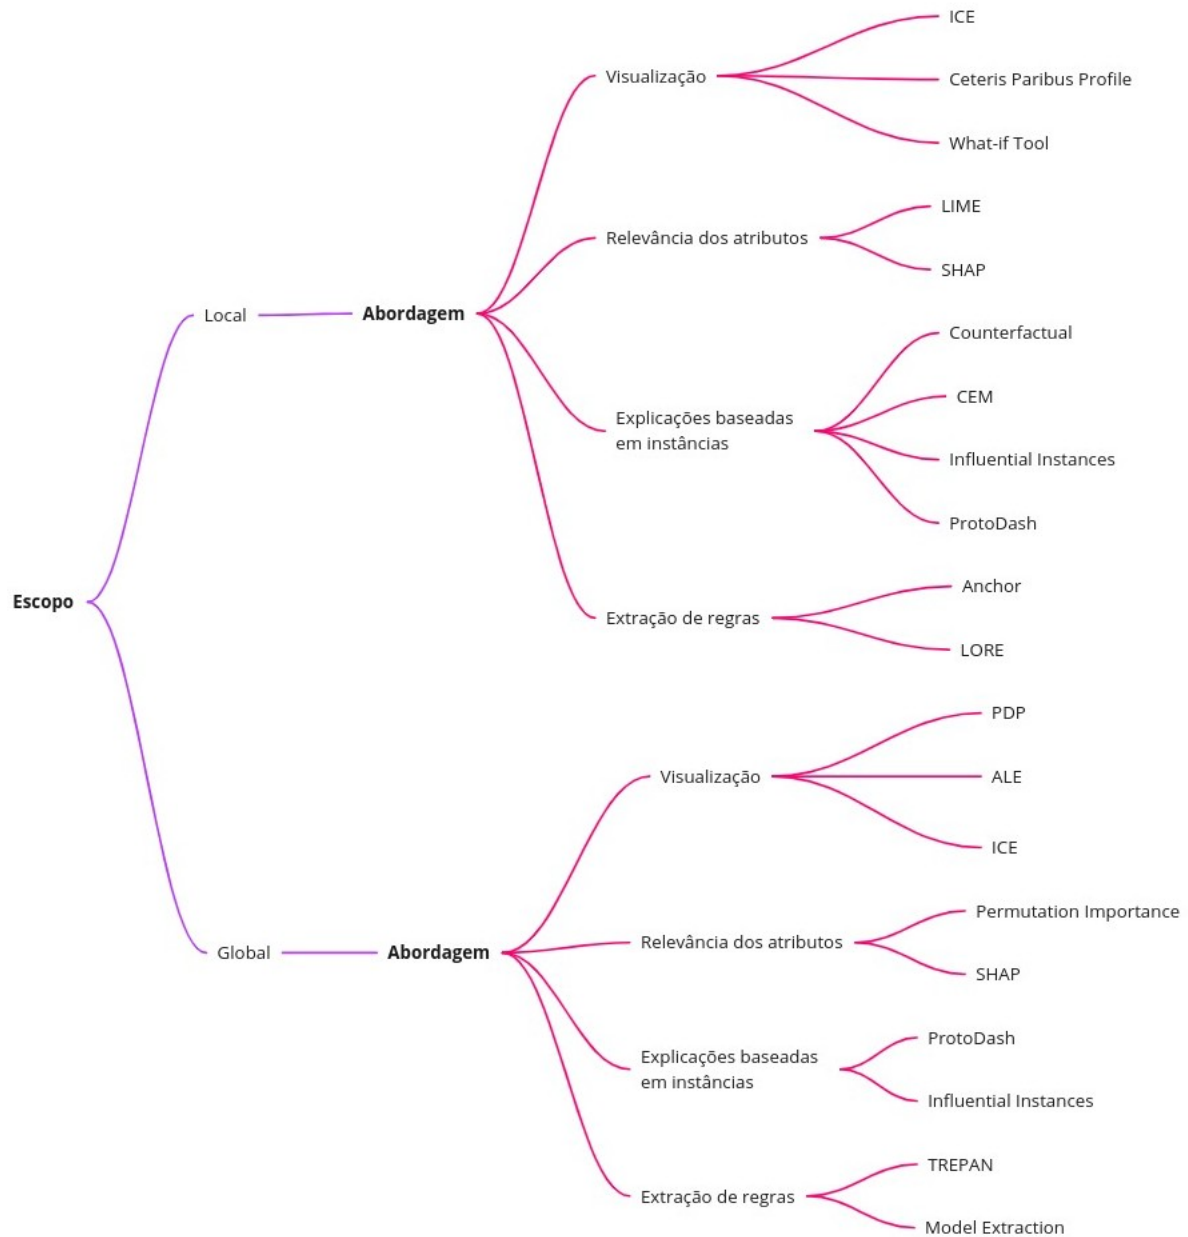 Escopo
Local
Abordagem
Visualização
ICE
Ceteris Paribus Profile
What-if Tool
Relevância dos atributos
LIME
SHAP
Explicações baseadas
em instâncias
Counterfactual
CEM
Influential Instances
ProtoDash
Extração de regras
Anchor
LORE
Global
Abordagem
Visualização
PDP
ALE
ICE
Relevância dos atributos
Permutation Importance
SHAP
Explicações baseadas
em instâncias
ProtoDash
Influential Instances
Extração de regras
TREPAN
Model Extraction